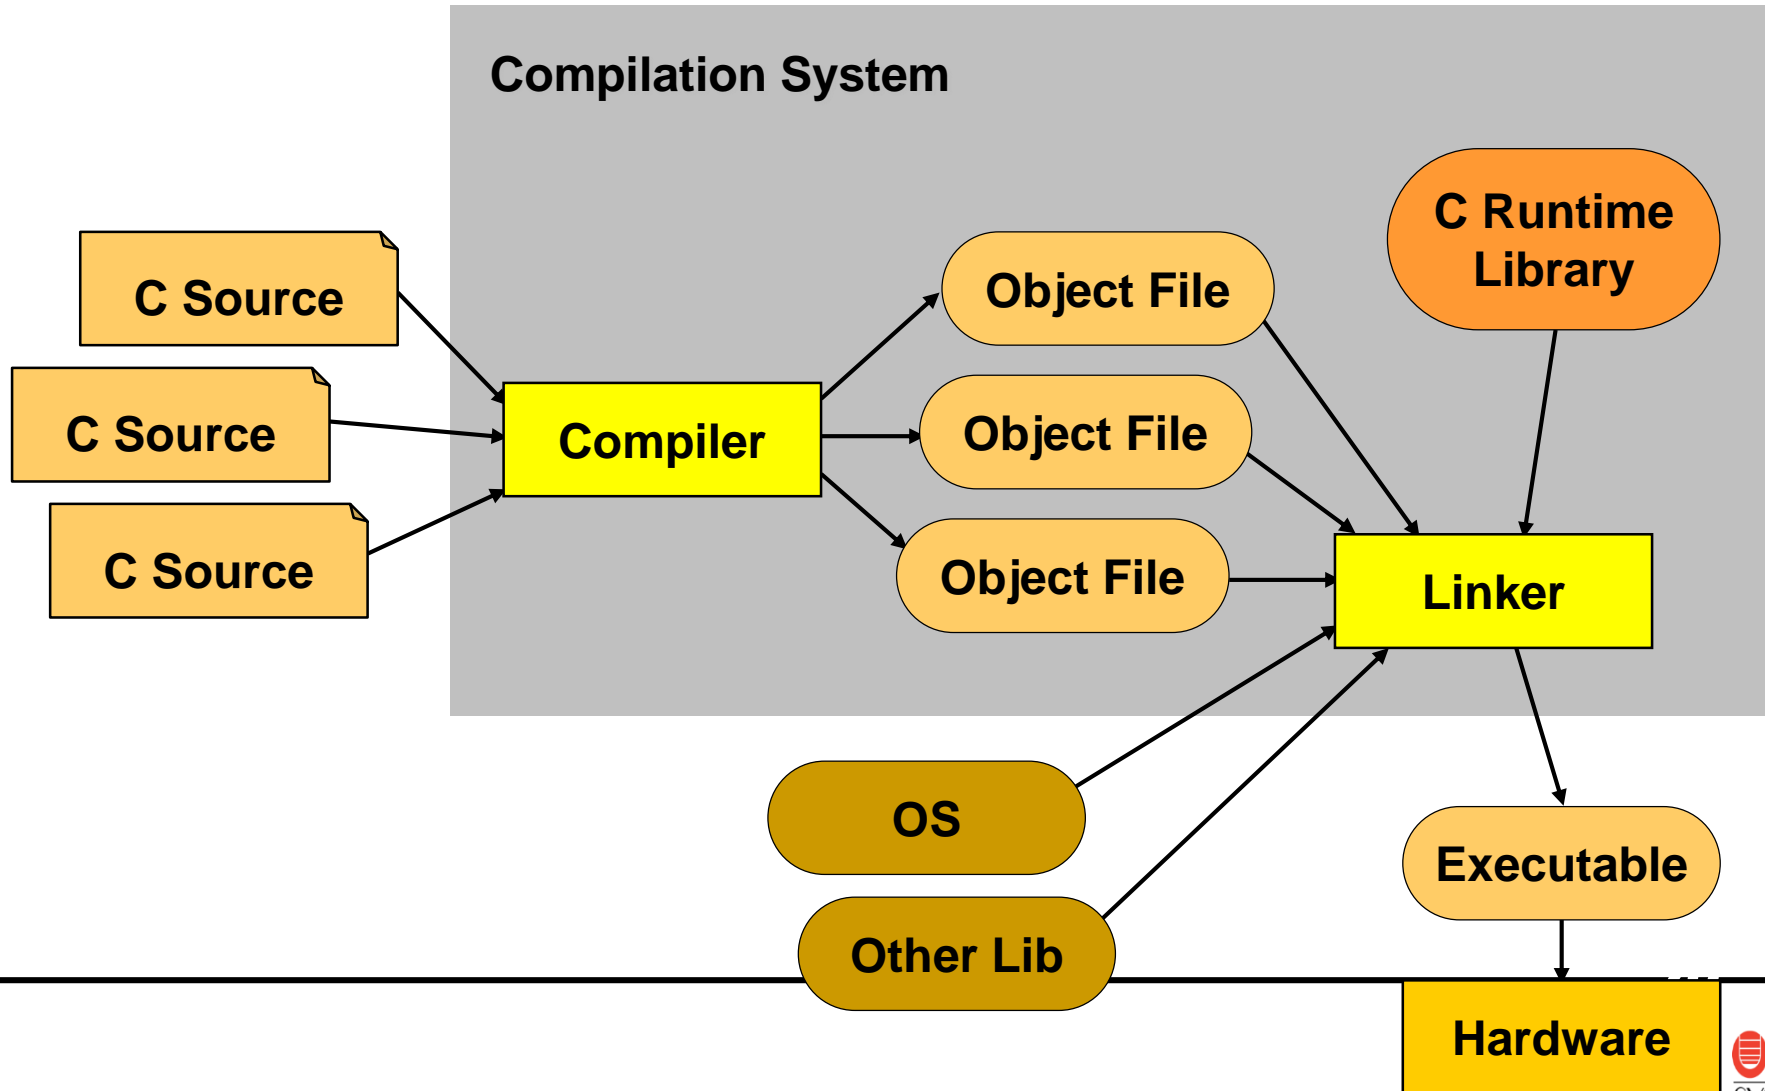 Compilation System
C Runtime
Library
C Source
Object File
C Source
Compiler
Object File
C Source
Object File
Linker
OS
Executable
Other Lib
Hardware